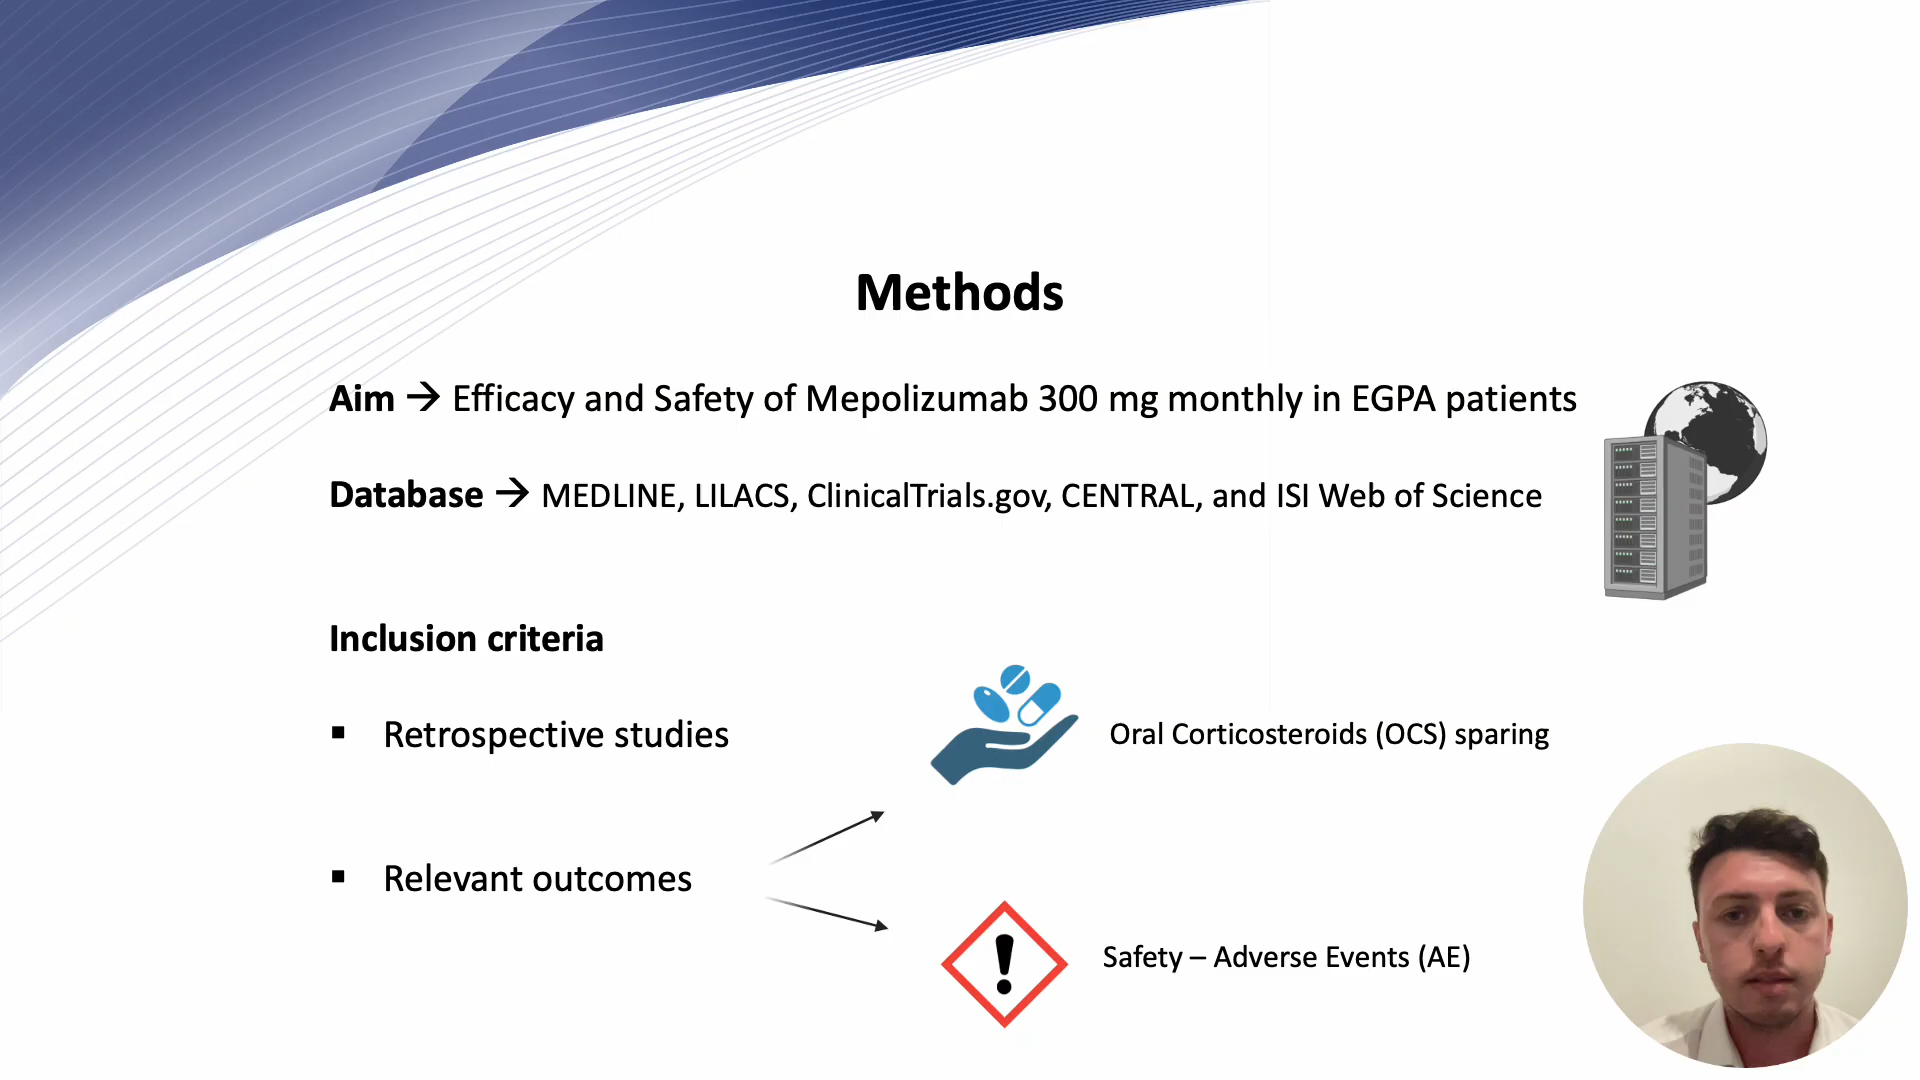 Methods
Aim → Efficacy and Safety of Mepolizumab 300 mg monthly in EGPA patients
Database → MEDLINE, LILACS, ClinicalTrials.gov, CENTRAL, and ISI Web of Science
Inclusion criteria
▪ Retrospective studies
Oral Corticosteroids (OCS) sparing
▪ Relevant outcomes
Safety – Adverse Events (AE)